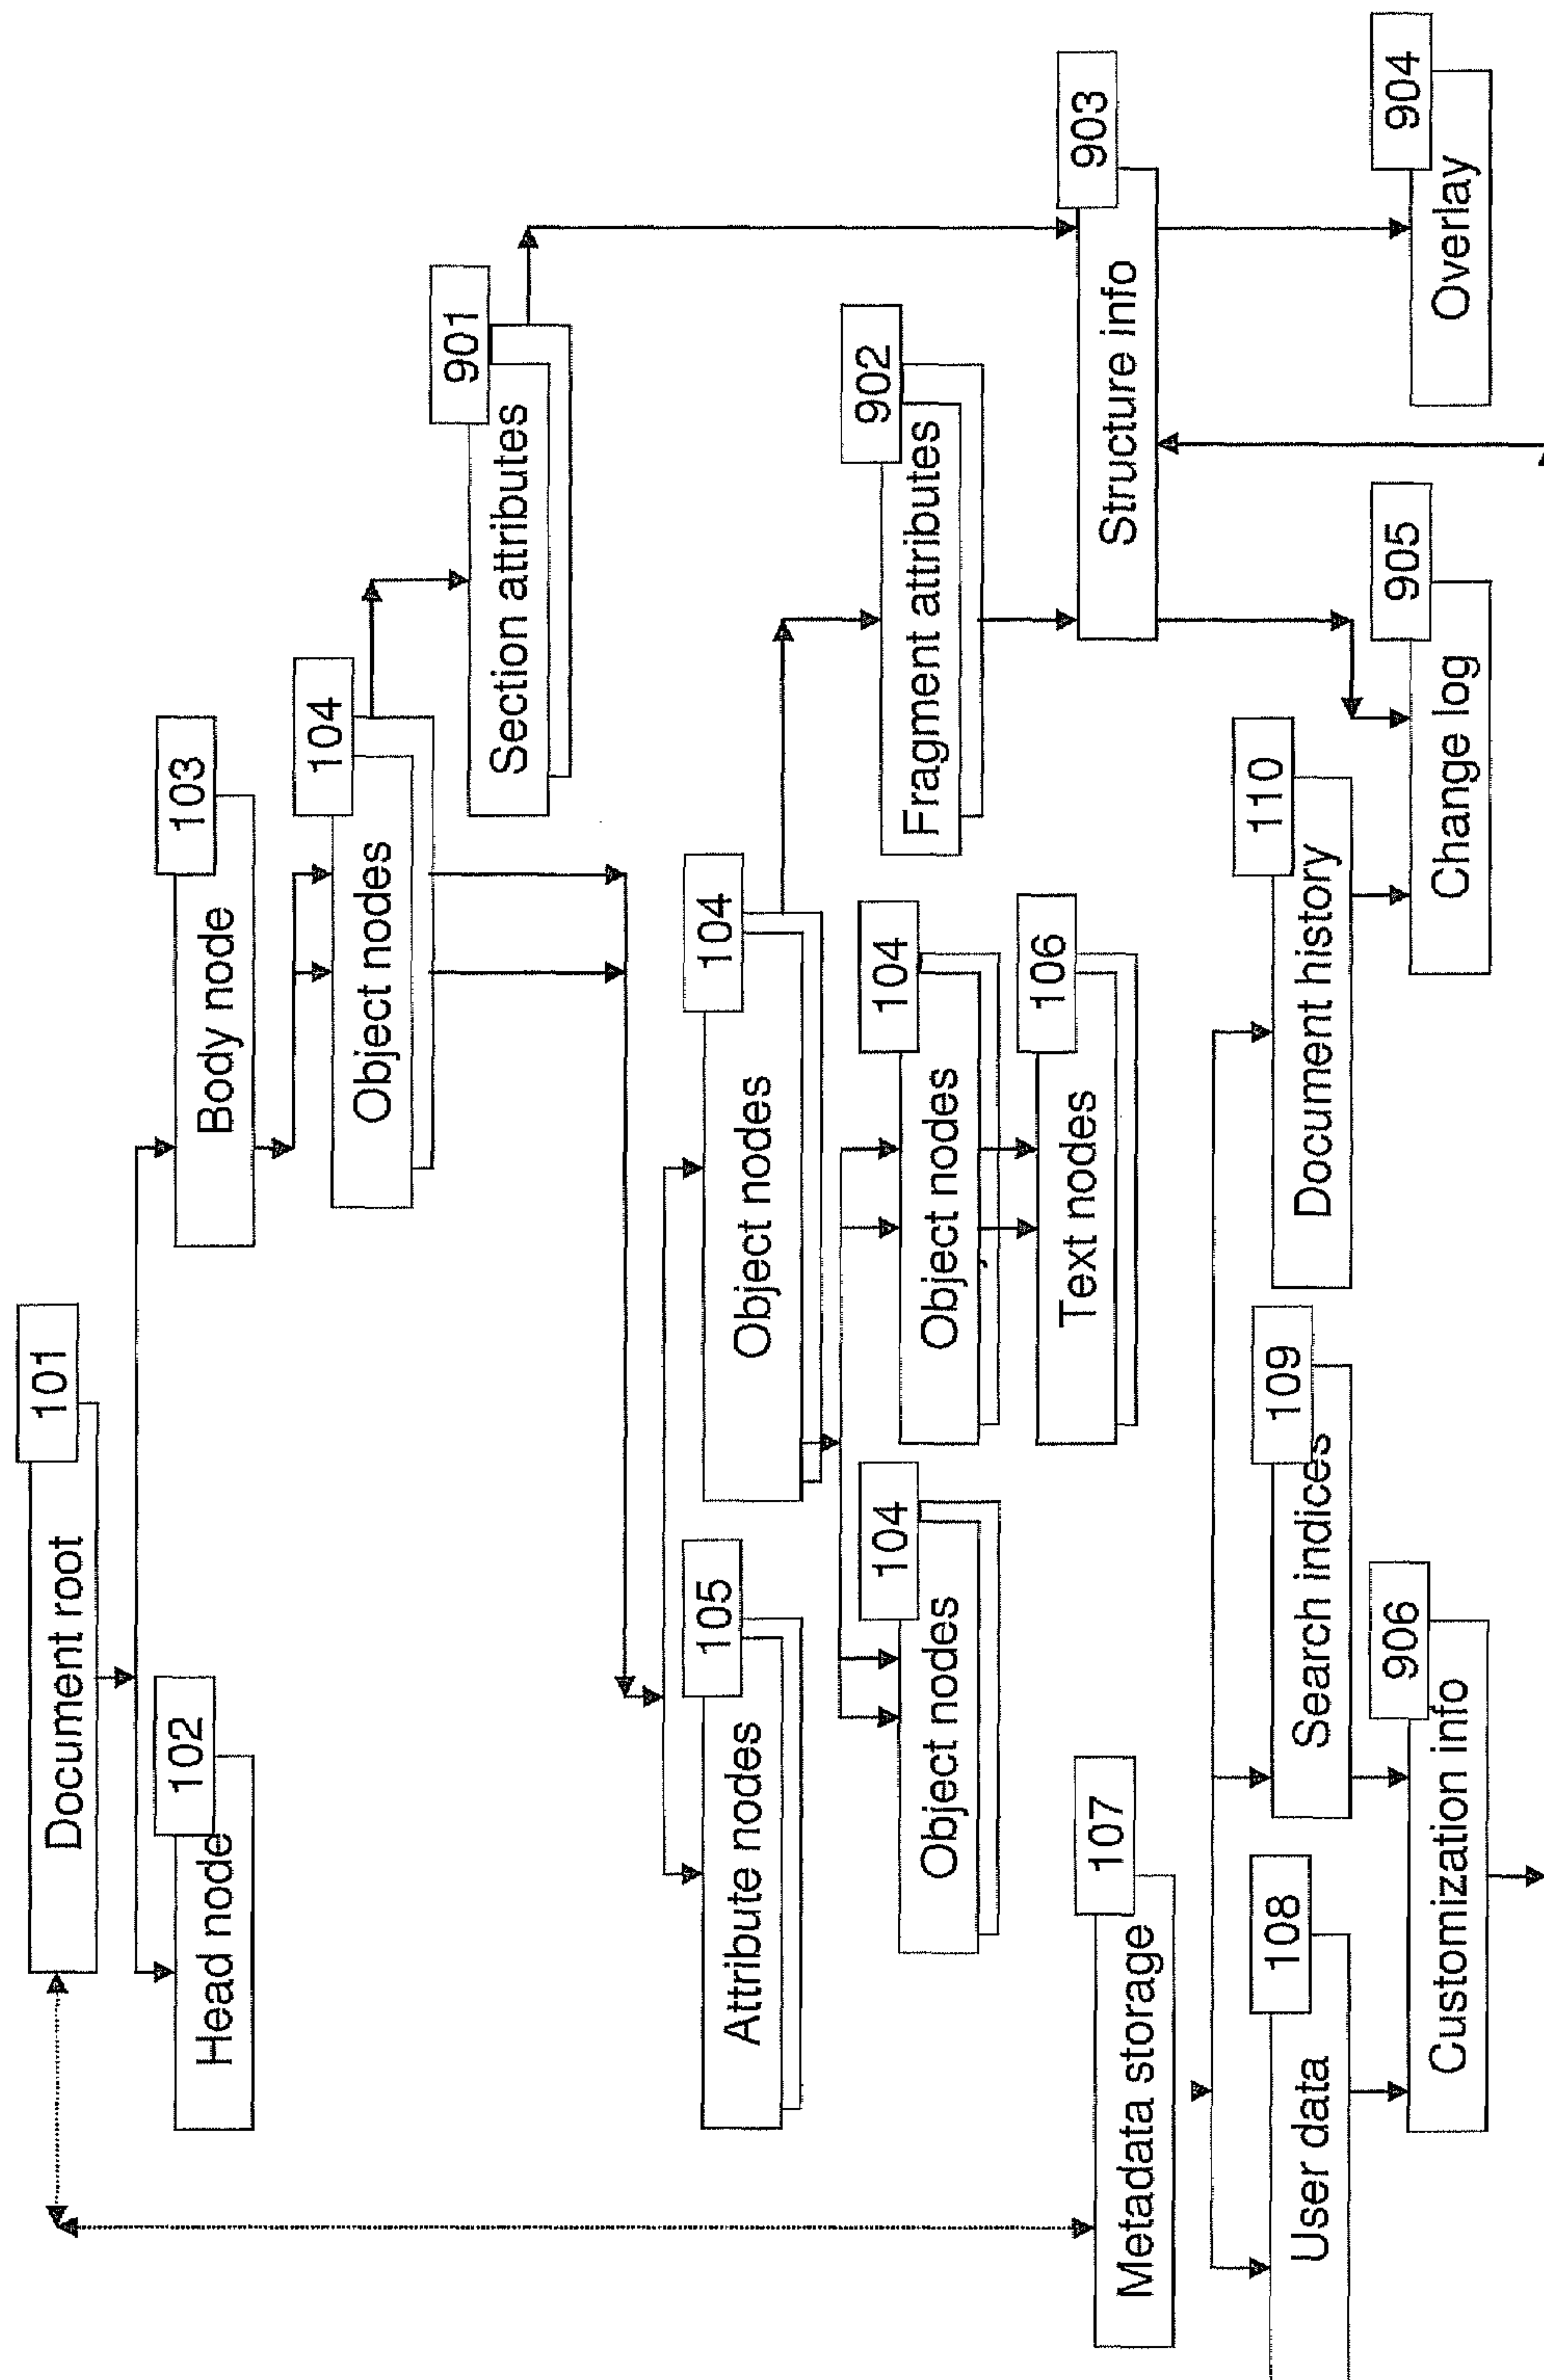 Document root
101
Head node
102
Body node
103
Object nodes
104
Section attributes
901
Attribute nodes
105
Object nodes
104
Object nodes
104
Object nodes
104
Fragment attributes
902
Text nodes
106
Metadata storage
107
Structure info
903
User data
108
Search indices
109
Document history
110
Customization info
906
Change log
905
Overlay
904